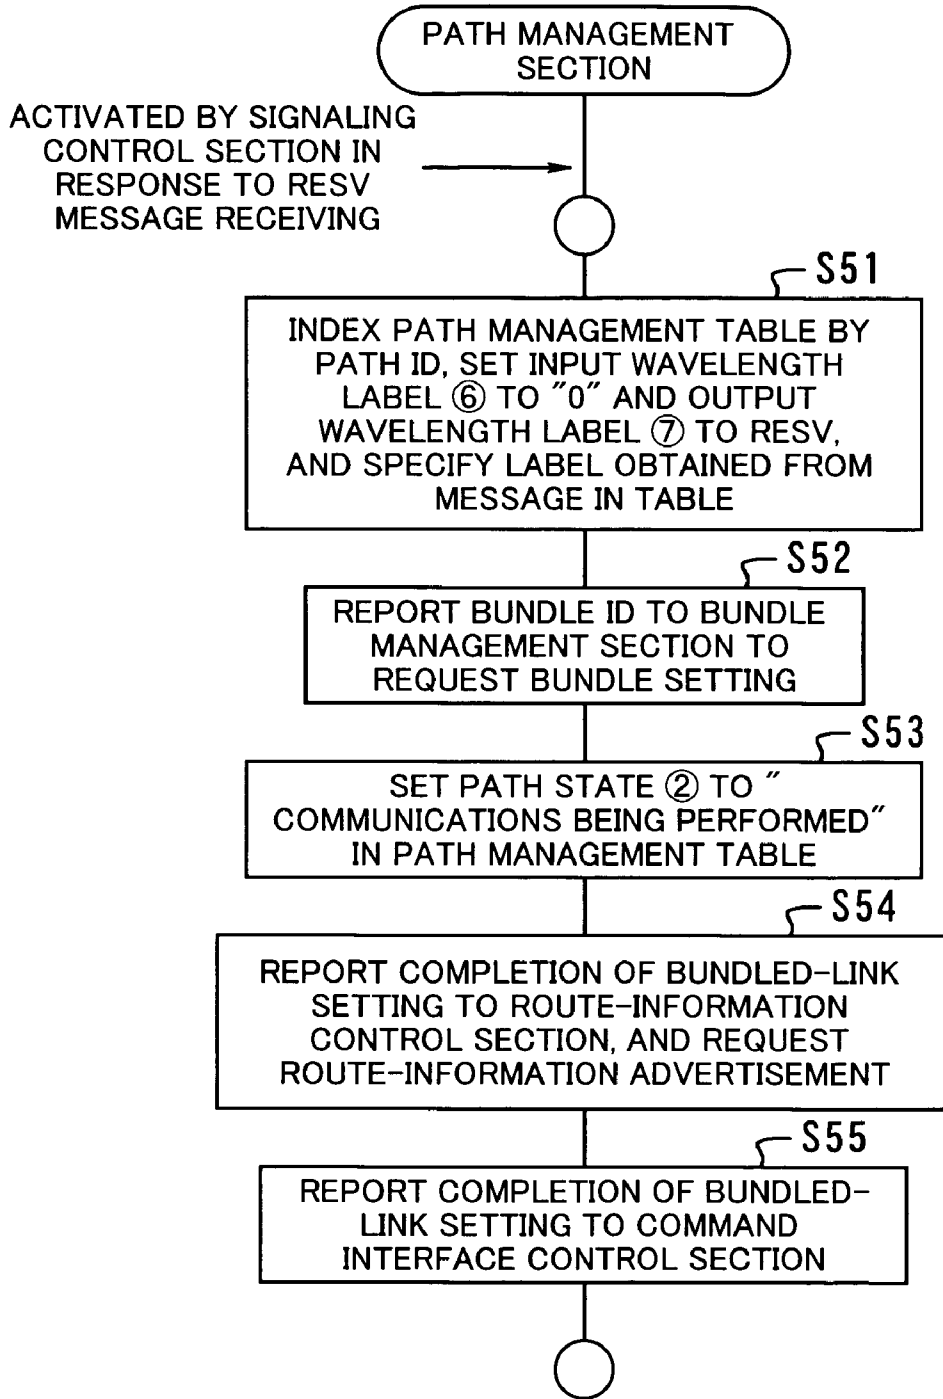 PATH MANAGEMENT
SECTION
ACTIVATED BY SIGNALING
CONTROL SECTION IN
RESPONSE TO RESV
MESSAGE RECEIVING
S51
INDEX PATH MANAGEMENT TABLE BY
PATH ID, SET INPUT WAVELENGTH
LABEL ⑥ TO "0" AND OUTPUT
WAVELENGTH LABEL ⑦ TO RESV,
AND SPECIFY LABEL OBTAINED FROM
MESSAGE IN TABLE
S52
REPORT BUNDLE ID TO BUNDLE
MANAGEMENT SECTION TO
REQUEST BUNDLE SETTING
S53
SET PATH STATE ② TO "
COMMUNICATIONS BEING PERFORMED"
IN PATH MANAGEMENT TABLE
S54
REPORT COMPLETION OF BUNDLED-LINK
SETTING TO ROUTE-INFORMATION
CONTROL SECTION, AND REQUEST
ROUTE-INFORMATION ADVERTISEMENT
S55
REPORT COMPLETION OF BUNDLED-
LINK SETTING TO COMMAND
INTERFACE CONTROL SECTION